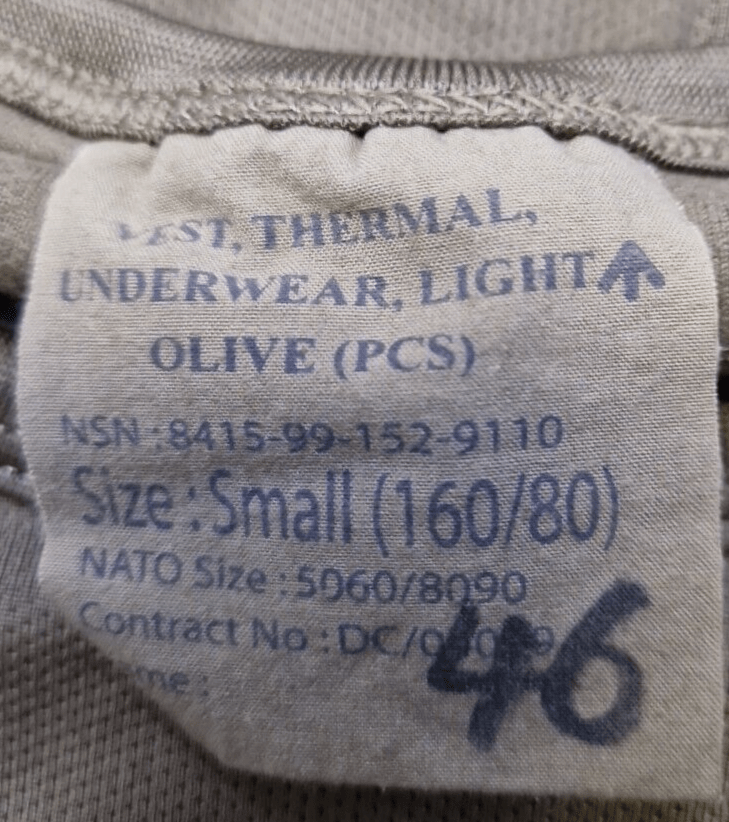 VEST, THERMAL,
UNDERWEAR, LIGHT
OLIVE (PCS)
NSN:8415-99-152-9110
Size:Small (160/80)
NATO Size:5060/8090
Contract No:
46